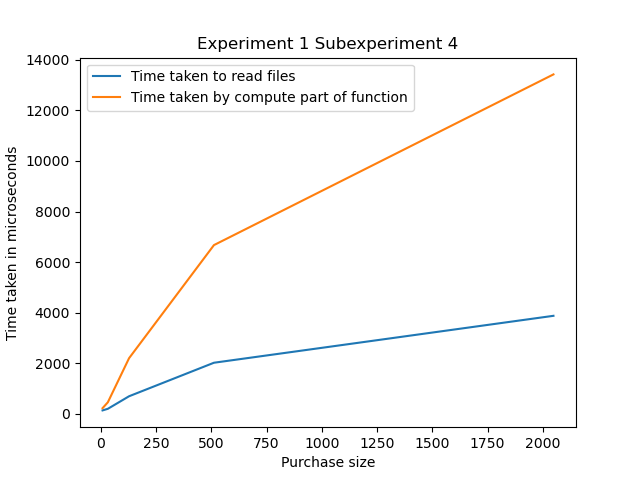 Experiment 1 Subexperiment 4
Time taken to read files
Time taken by compute part of function
Time taken in microseconds
14000
12000
10000
8000
6000
4000
2000
0
0 250 500 750 1000 1250 1500 1750 2000
Purchase size